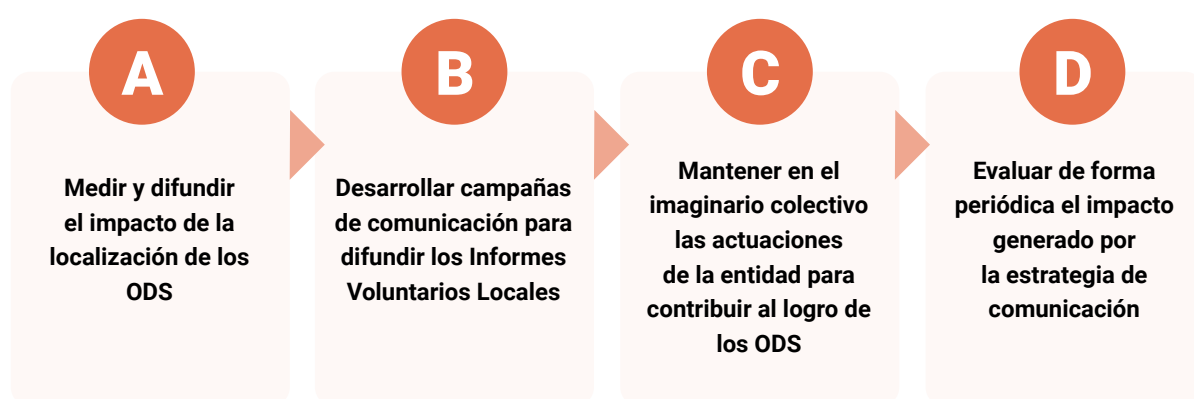 A
Medir y difundir
el impacto de la
localización de los
ODS
B
Desarrollar campañas
de comunicación para
difundir los Informes
Voluntarios Locales
C
Mantener en el
imaginario colectivo
las actuaciones
de la entidad para
contribuir al logro de
los ODS
D
Evaluar de forma
periódica el impacto
generado por
la estrategia de
comunicación